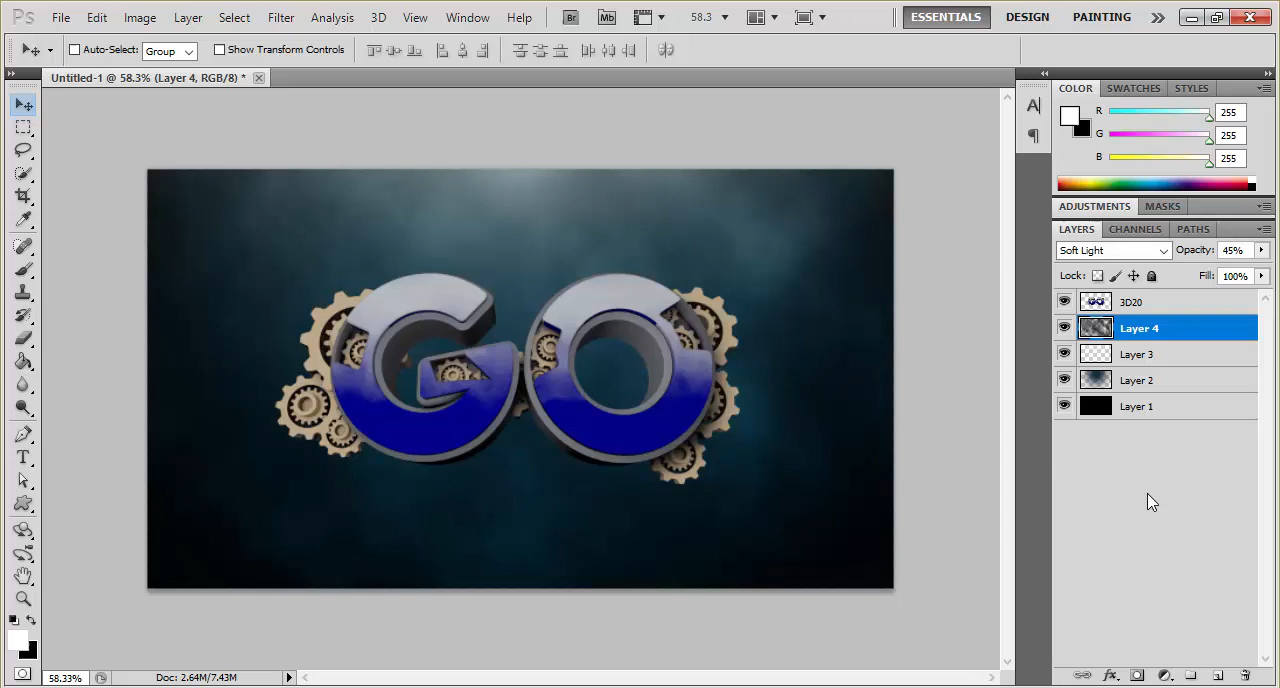 Ps File Edit Image Layer Select Filter Analysis 3D View Window Help Br Mb 58.3 ESSENTIALS DESIGN PAINTING
Auto-Select: Group Show Transform Controls
Untitled-1 @ 58.3% (Layer 4, RGB/8) *
COLOR SWATCHES STYLES
R 255
G 255
B 255
ADJUSTMENTS MASKS
LAYERS CHANNELS PATHS
Soft Light Opacity: 45%
Lock: Fill: 100%
3D20
Layer 4
Layer 3
Layer 2
Layer 1
GO
58.33% Doc: 2.64M/7.43M